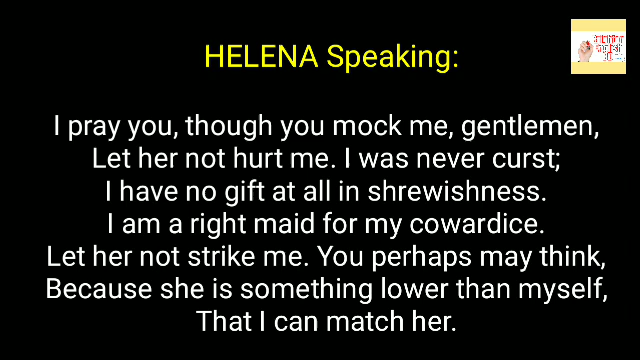 HELENA Speaking:
I pray you, though you mock me, gentlemen,
Let her not hurt me. I was never curst;
I have no gift at all in shrewishness.
I am a right maid for my cowardice.
Let her not strike me. You perhaps may think,
Because she is something lower than myself,
That I can match her.